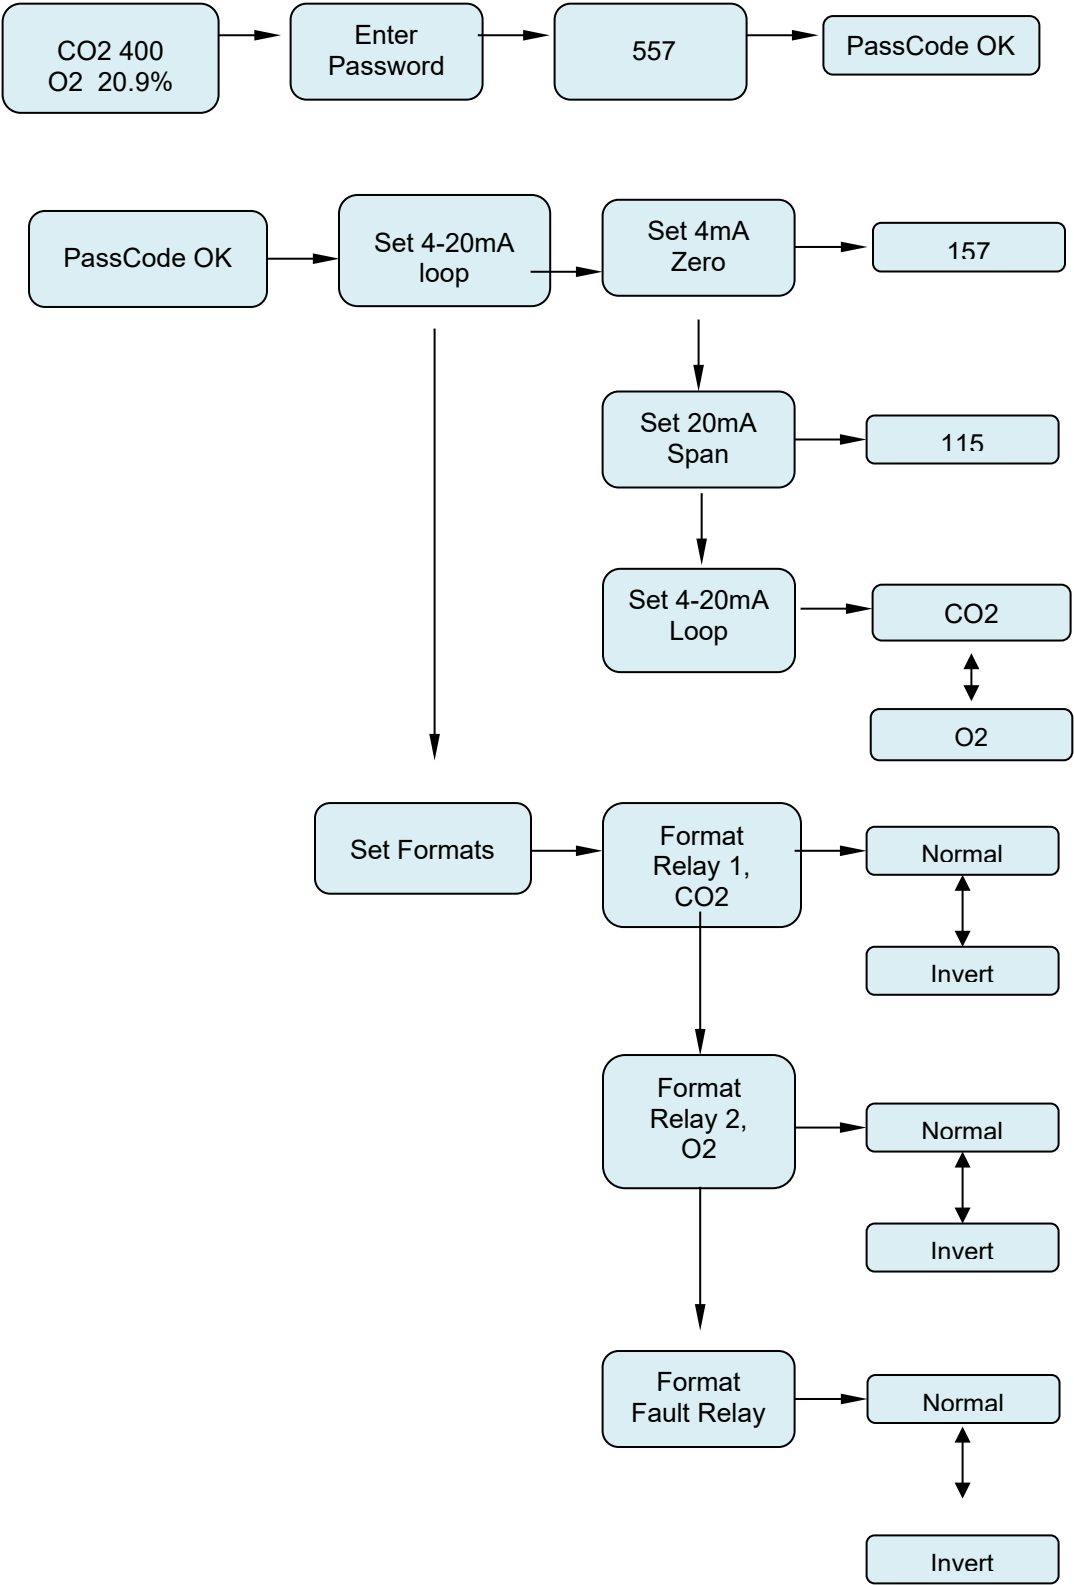 CO2 400
O2  20.9%
Enter
Password
557
PassCode OK
PassCode OK
Set 4-20mA
loop
Set 4mA
Zero
157
Set 20mA
Span
115
Set 4-20mA
Loop
CO2
O2
Set Formats
Format
Relay 1,
CO2
Normal
Invert
Format
Relay 2,
O2
Normal
Invert
Format
Fault Relay
Normal
Invert